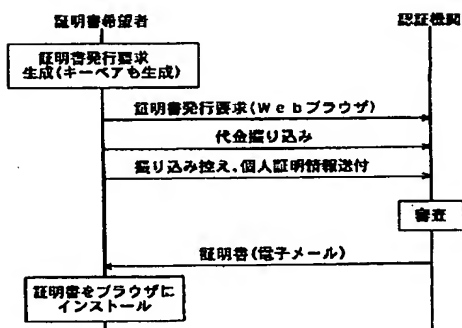 証明書希望者
認証機関
証明書発行要求
生成(キーペアも生成)
証明書発行要求(Webブラウザ)
代金振り込み
振り込み控え、個人証明情報送付
審査
証明書(電子メール)
証明書をブラウザに
インストール